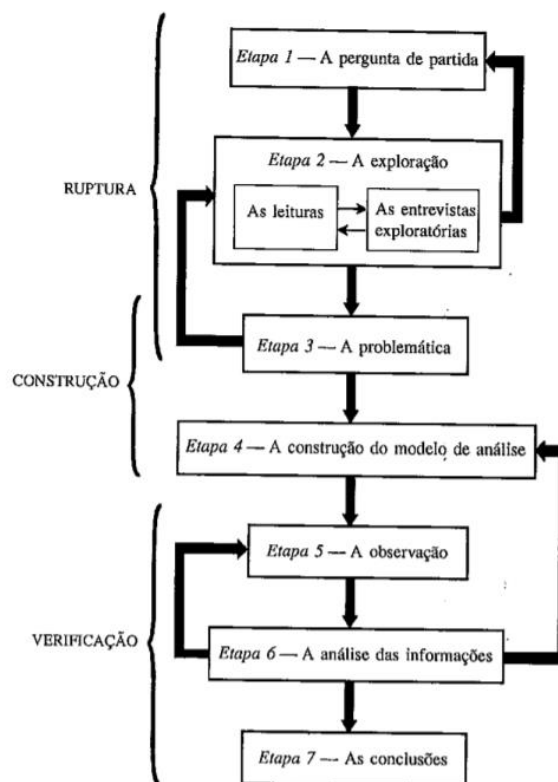 Etapa 1 — A pergunta de partida
Etapa 2 — A exploração
RUPTURA
As leituras
As entrevistas
exploratórias
Etapa 3 — A problemática
CONSTRUÇÃO
Etapa 4 — A construção do modelo de análise
Etapa 5 — A observação
VERIFICAÇÃO
Etapa 6 — A análise das informações
Etapa 7 — As conclusões